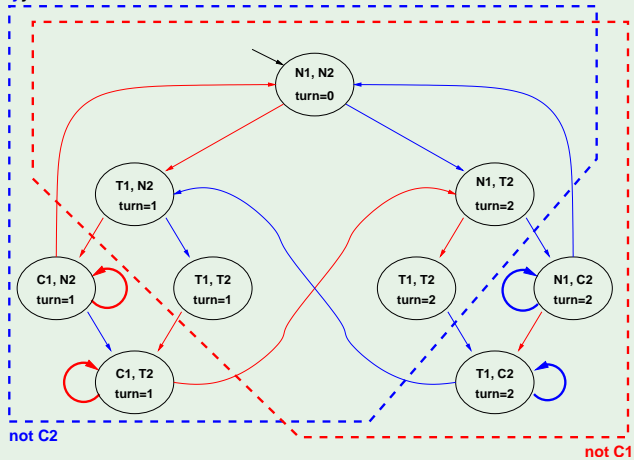 N1, N2
turn=0
T1, N2
turn=1
N1, T2
turn=2
C1, N2
turn=1
T1, T2
turn=1
T1, T2
turn=2
N1, C2
turn=2
C1, T2
turn=1
T1, C2
turn=2
not C2
not C1